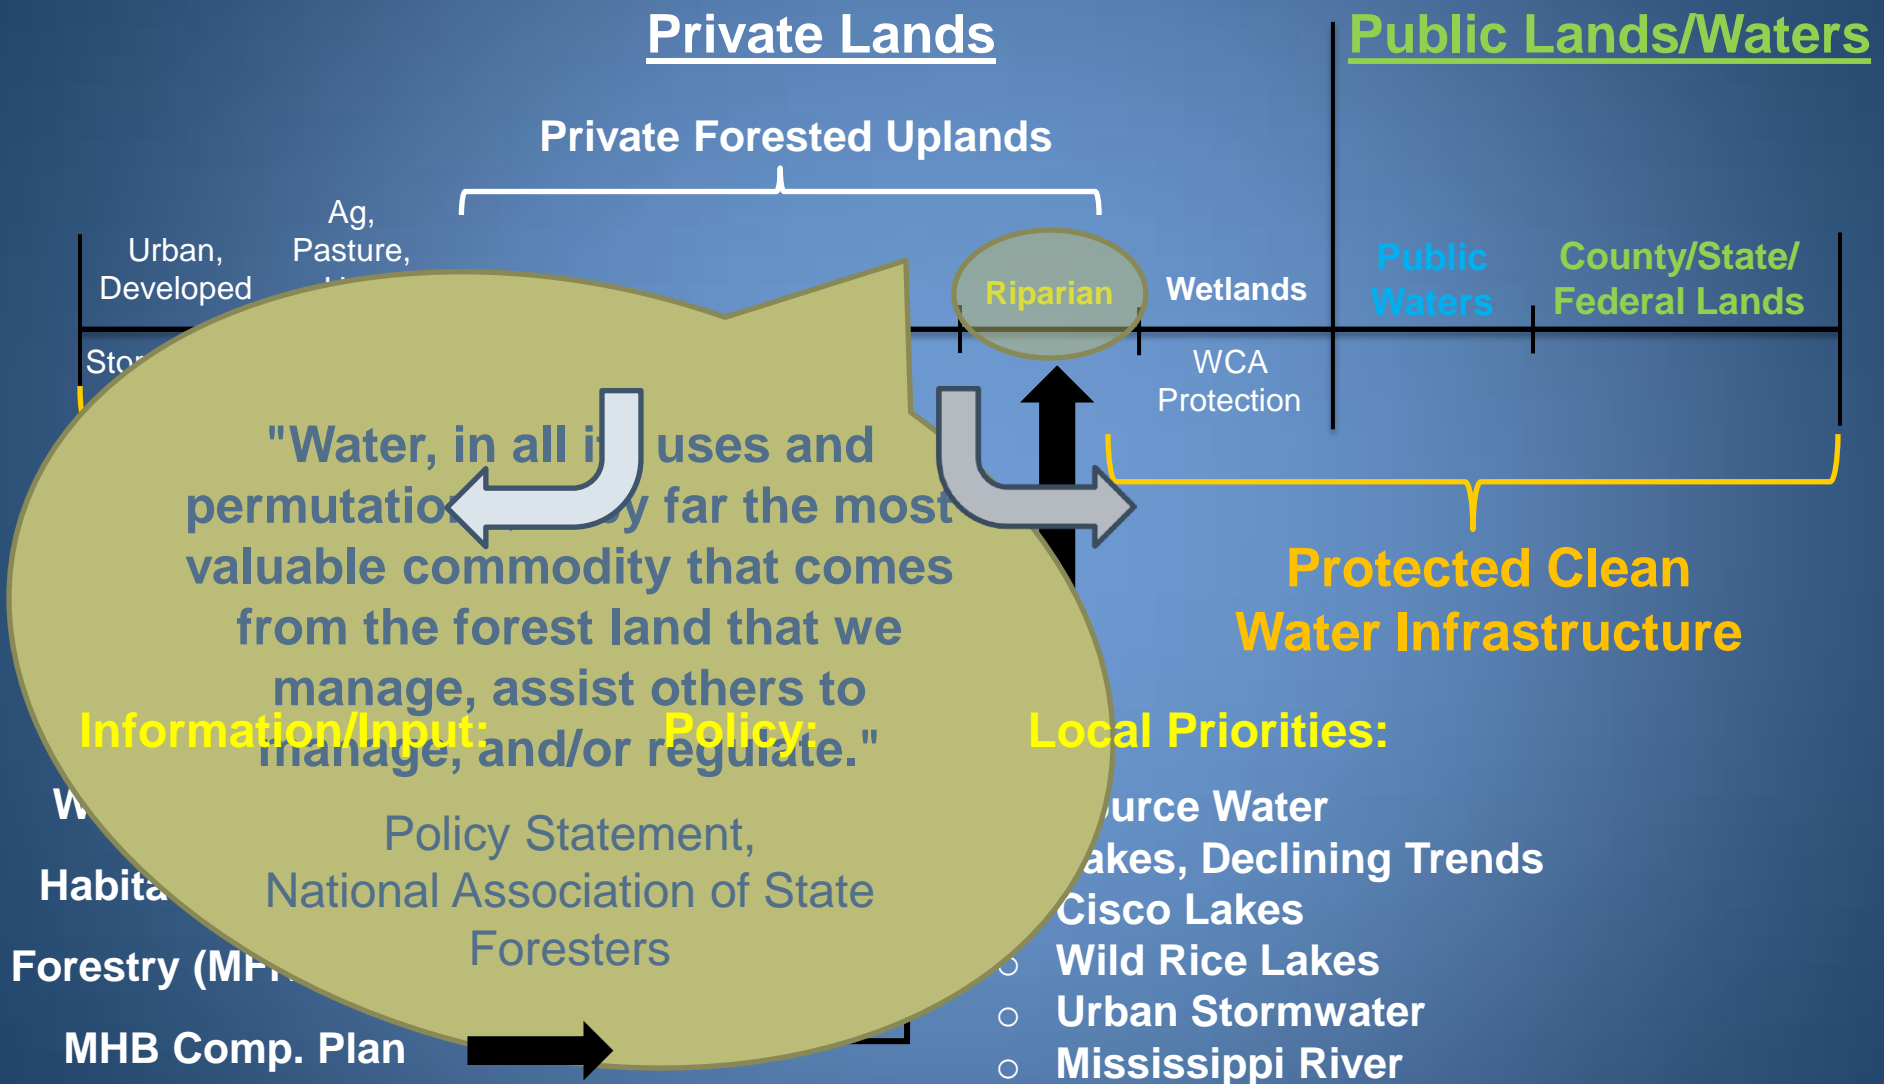 Private Lands
Public Lands/Waters
Private Forested Uplands
Urban,
Developed
Ag,
Pasture,
Riparian
Wetlands
Public
Waters
County/State/
Federal Lands
WCA
Protection
"Water, in all its uses and
far the most
valuable commodity that comes
from the forest land that we
manage, assist others to
manage, and/or regulate."
Policy Statement,
National Association of State
Foresters
Protected Clean
Water Infrastructure
Information/Input:
Policy:
Local Priorities:
Forestry
MHB Comp. Plan
Water
Declining Trends
Cisco Lakes
○ Wild Rice Lakes
○ Urban Stormwater
○ Mississippi River